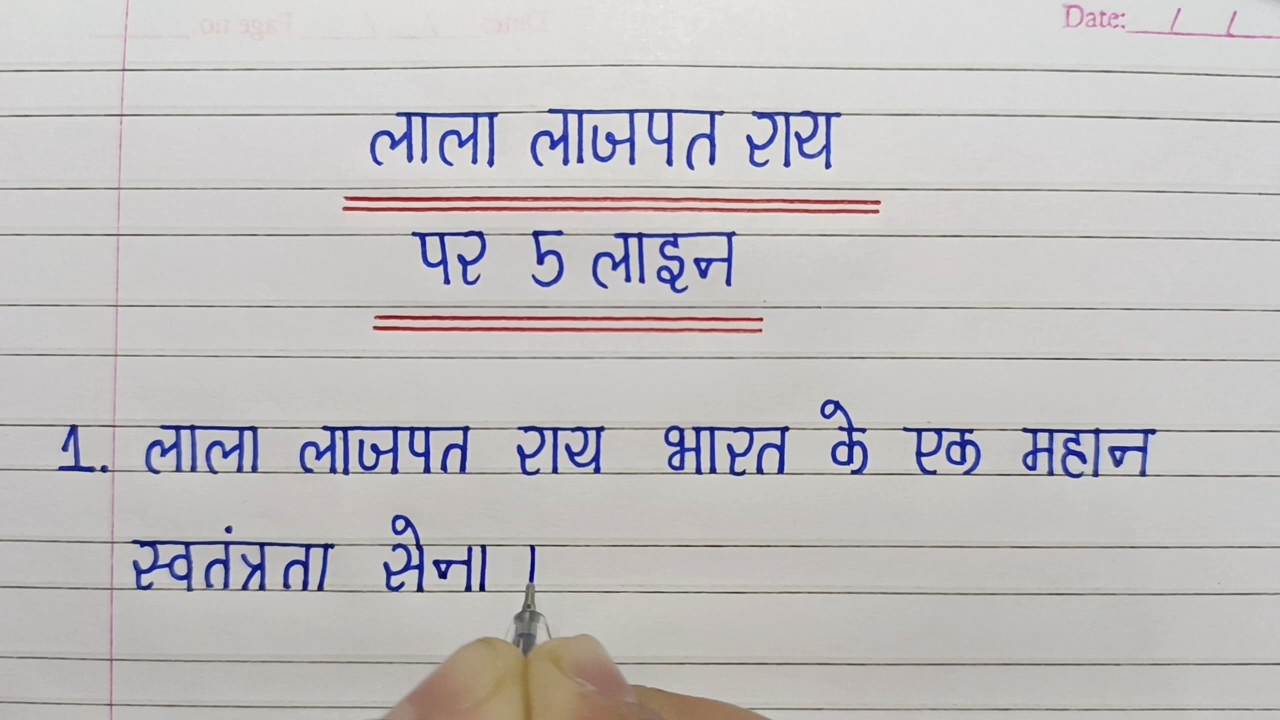 Date: / /
लाला लाजपत राय
पर 5 लाइन
1. लाला लाजपत राय भारत के एक महान
स्वतंत्रता सेना।